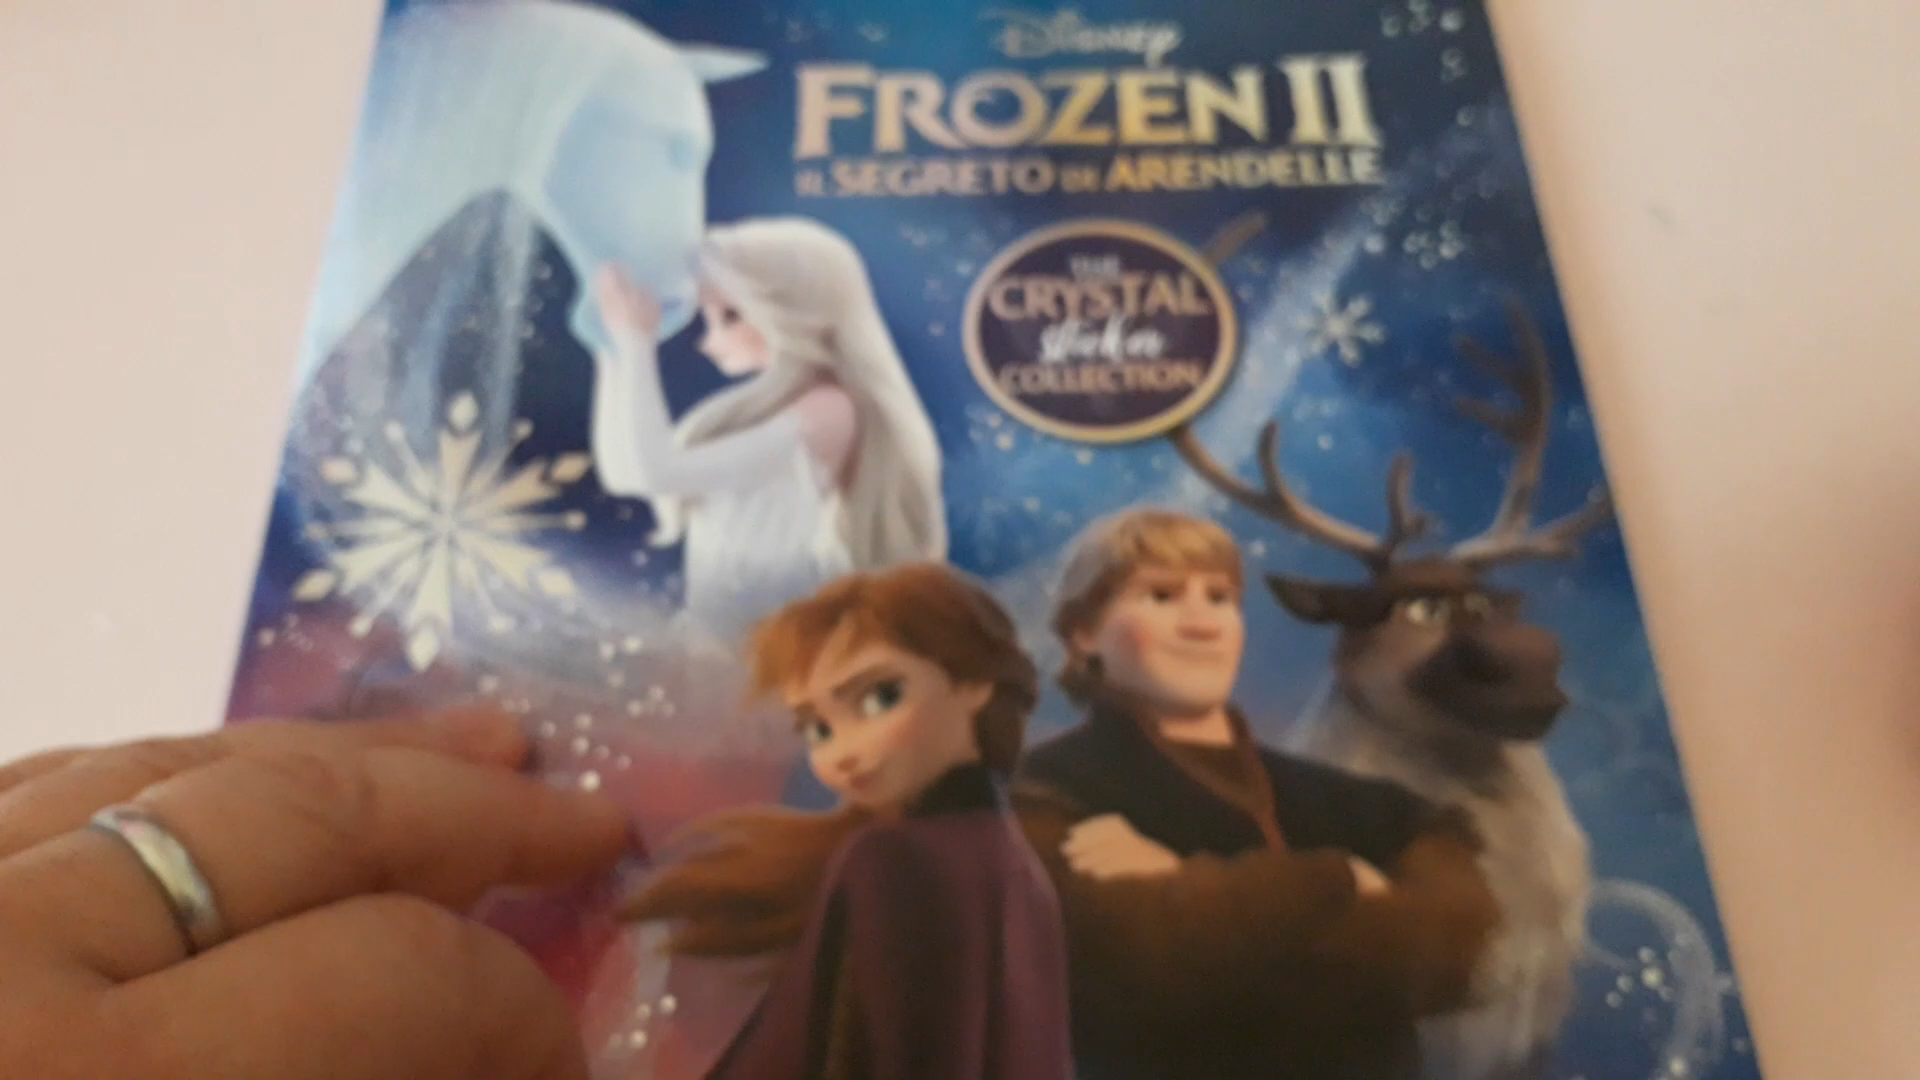 Disney
FROZEN II
IL SEGRETO DI ARENDELLE
THE
CRYSTAL
sticker
COLLECTION